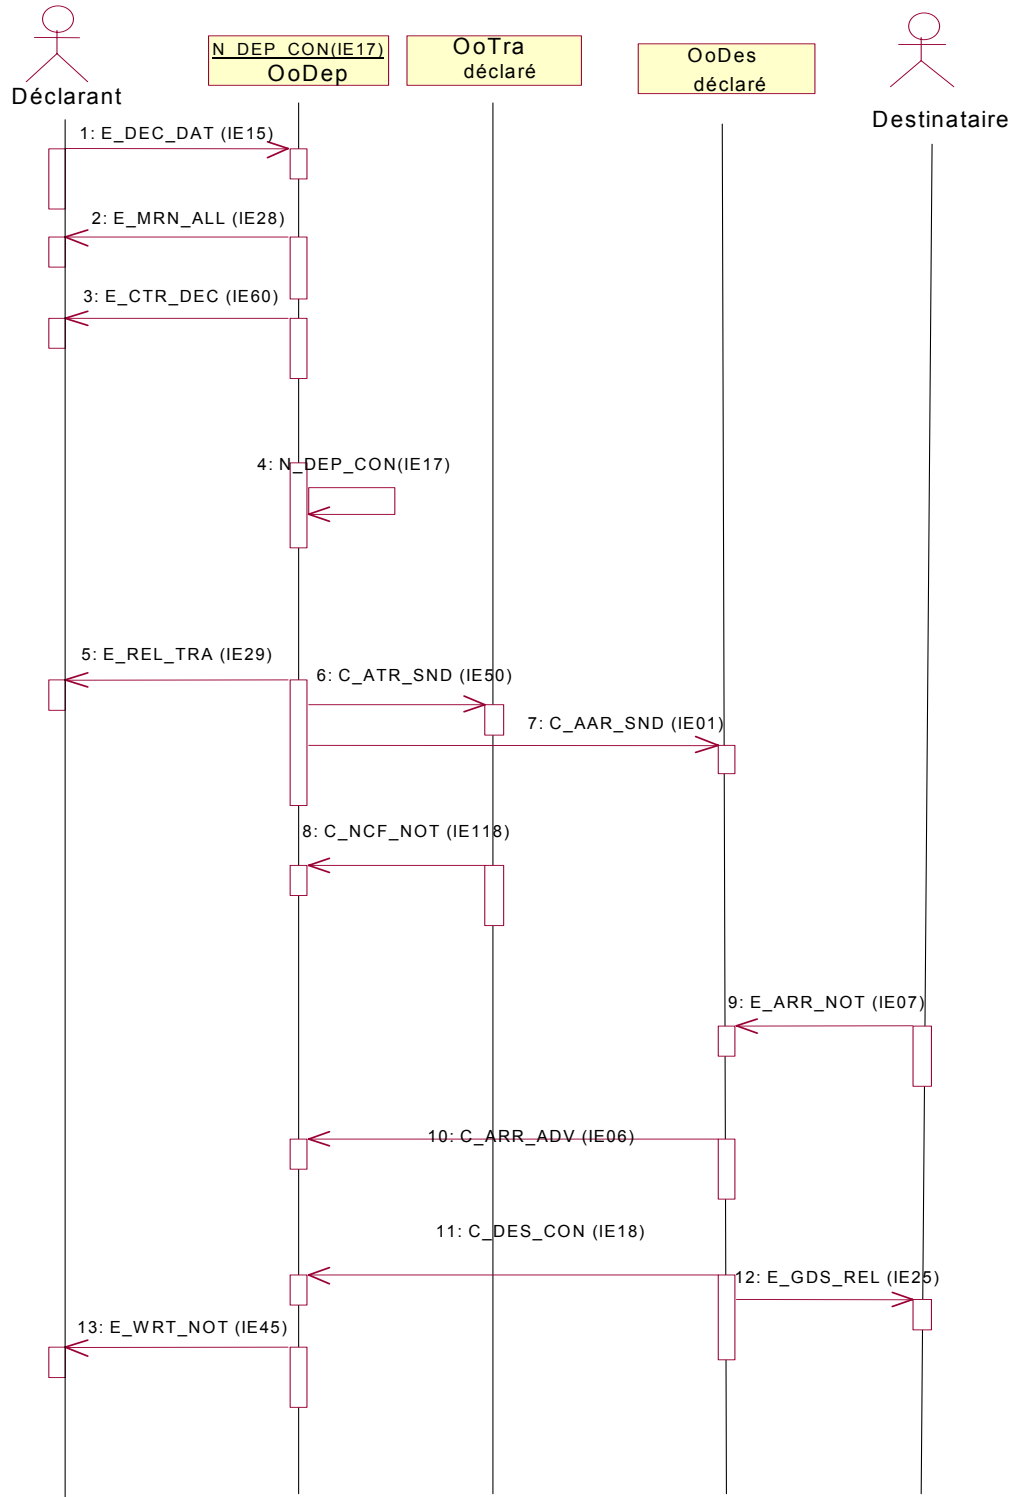 N_DEP_CON(IE17)
OoDep
OoTra
déclaré
OoDes
déclaré
Déclarant
Destinataire
1: E_DEC_DAT (IE15)
2: E_MRN_ALL (IE28)
3: E_CTR_DEC (IE60)
4: N_DEP_CON(IE17)
5: E_REL_TRA (IE29)
6: C_ATR_SND (IE50)
7: C_AAR_SND (IE01)
8: C_NCF_NOT (IE118)
9: E_ARR_NOT (IE07)
10: C_ARR_ADV (IE06)
11: C_DES_CON (IE18)
12: E_GDS_REL (IE25)
13: E_WRT_NOT (IE45)